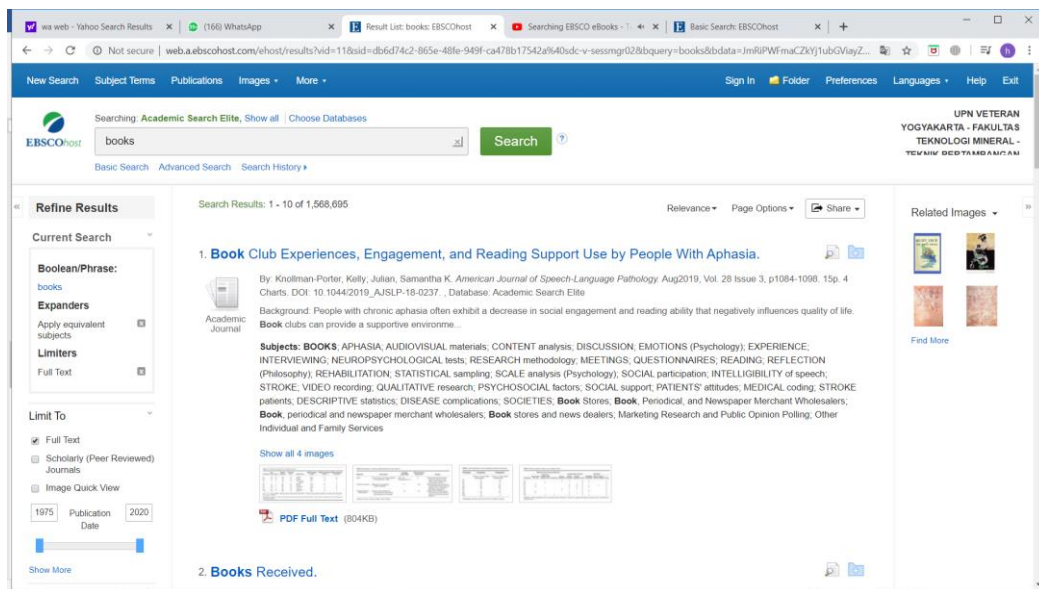 wa web - Yahoo Search Results
(166) WhatsApp
Result List: books: EBSCOhost
Searching EBSCO eBooks - T
Basic Search: EBSCOhost
Not secure | web.a.ebscohost.com/ehost/results?vid=11&sid=db6d74c2-865e-48fe-949f-ca478b17542a%40sdc-v-sessmgr02&bquery=books&bdata=JmRiPWFmaCZkYj1ubGViayZ...
h
New Search Subject Terms Publications Images More
Sign In Folder Preferences Languages Help Exit
EBSCOhost
Searching: Academic Search Elite, Show all | Choose Databases
books
Search
Basic Search Advanced Search Search History
UPN VETERAN
YOGYAKARTA - FAKULTAS
TEKNOLOGI MINERAL -
TEKNIK PERTAMBANGAN
Refine Results
Current Search
Boolean/Phrase:
books
Expanders
Apply equivalent
subjects
Limiters
Full Text
Limit To
Full Text
Scholarly (Peer Reviewed)
Journals
Image Quick View
1975 Publication 2020
Date
Show More
Search Results: 1 - 10 of 1,568,695
Relevance Page Options Share
1. Book Club Experiences, Engagement, and Reading Support Use by People With Aphasia.
Academic
Journal
By: Knollman-Porter, Kelly; Julian, Samantha K. American Journal of Speech-Language Pathology. Aug2019, Vol. 28 Issue 3, p1084-1098. 15p. 4
Charts. DOI: 10.1044/2019_AJSLP-18-0237. , Database: Academic Search Elite
Background: People with chronic aphasia often exhibit a decrease in social engagement and reading ability that negatively influences quality of life.
Book clubs can provide a supportive environme...
Subjects: BOOKS; APHASIA; AUDIOVISUAL materials; CONTENT analysis; DISCUSSION; EMOTIONS (Psychology); EXPERIENCE;
INTERVIEWING; NEUROPSYCHOLOGICAL tests; RESEARCH methodology; MEETINGS; QUESTIONNAIRES; READING; REFLECTION
(Philosophy); REHABILITATION; STATISTICAL sampling; SCALE analysis (Psychology); SOCIAL participation; INTELLIGIBILITY of speech;
STROKE; VIDEO recording; QUALITATIVE research; PSYCHOSOCIAL factors; SOCIAL support; PATIENTS' attitudes; MEDICAL coding; STROKE
patients; DESCRIPTIVE statistics; DISEASE complications; SOCIETIES; Book Stores; Book, Periodical, and Newspaper Merchant Wholesalers;
Book, periodical and newspaper merchant wholesalers; Book stores and news dealers; Marketing Research and Public Opinion Polling; Other
Individual and Family Services
Show all 4 images
PDF Full Text (804KB)
2. Books Received.
Related Images
Find More